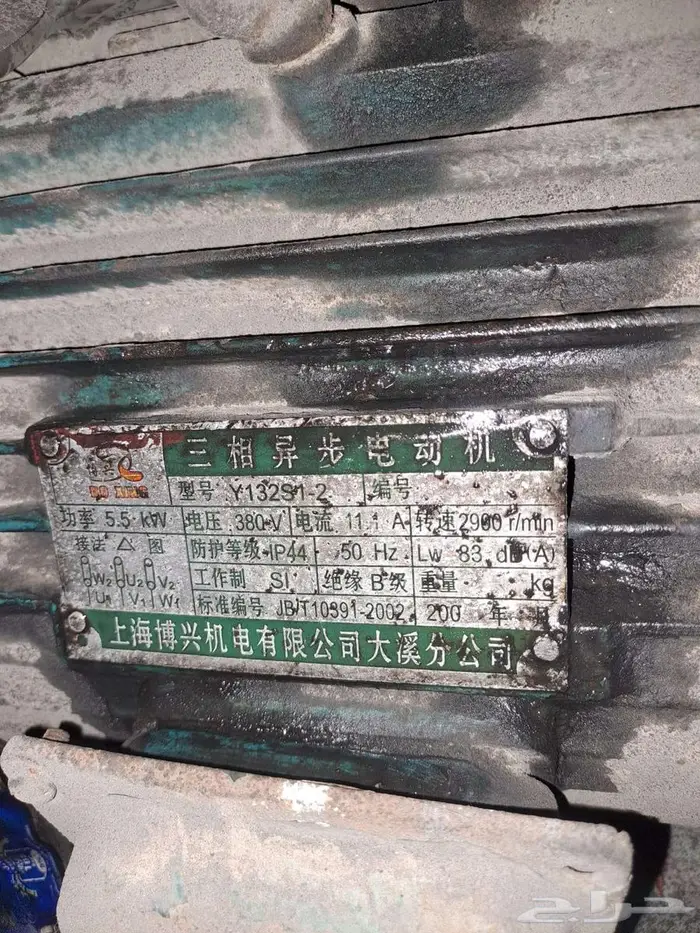 三相异步电动机
BO XING
型号 Y132S1-2 编号
功率 5.5 kW 电压 380 V 电流 11.1 A 转速 2900 r/min
接法 △ 图 防护等级 IP44 50 Hz Lw 83 dB(A)
W2 U2 V2 工作制 S1 绝缘 B 级 重量 kg
U1 V1 W1 标准编号 JB/T10391-2002 200 年 月
上海博兴机电有限公司大溪分公司
حراج